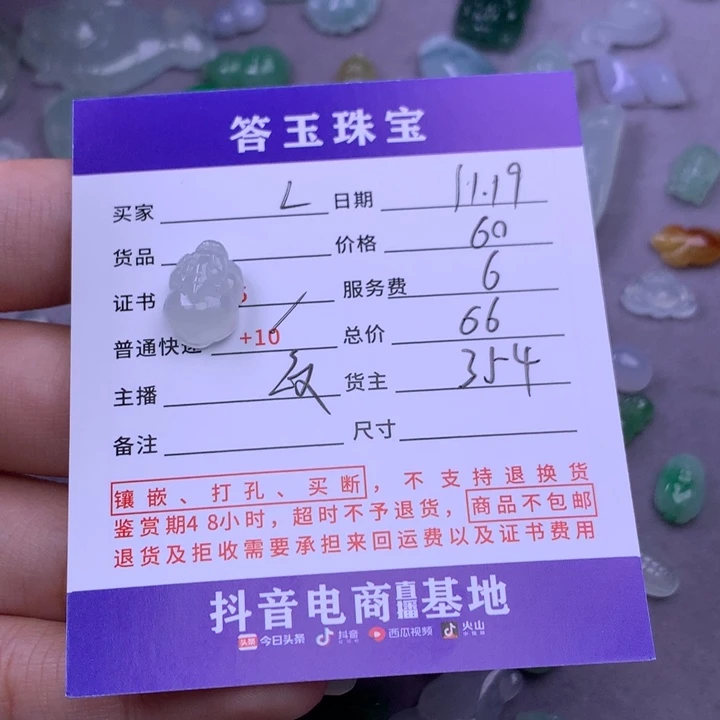 答玉珠宝
买家 L 日期 11.19
货品 价格 60
证书 服务费 6
普通快递 +10 / 总价 66
主播 货主 354
备注 尺寸
镶嵌、打孔、买断，不支持退换货
鉴赏期48小时，超时不予退货，商品不包邮
退货及拒收需要承担来回运费以及证书费用
抖音电商直播基地
头条 今日头条 抖音 西瓜视频 火山